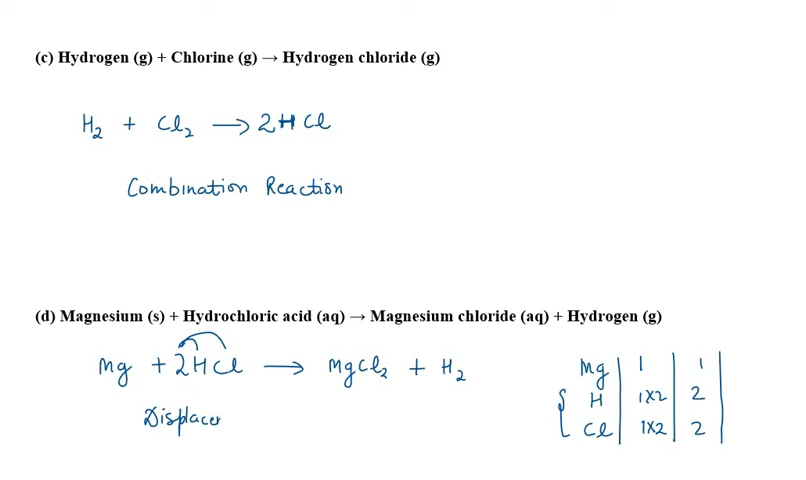 (c) Hydrogen (g) + Chlorine (g) → Hydrogen chloride (g)
H₂ + Cl₂ → 2HCl
Combination Reaction
(d) Magnesium (s) + Hydrochloric acid (aq) → Magnesium chloride (aq) + Hydrogen (g)
Mg + 2HCl → MgCl₂ + H₂
Displacer
Mg | 1 | 1 |
H | 1x2 | 2 |
Cl | 1x2 | 2 |